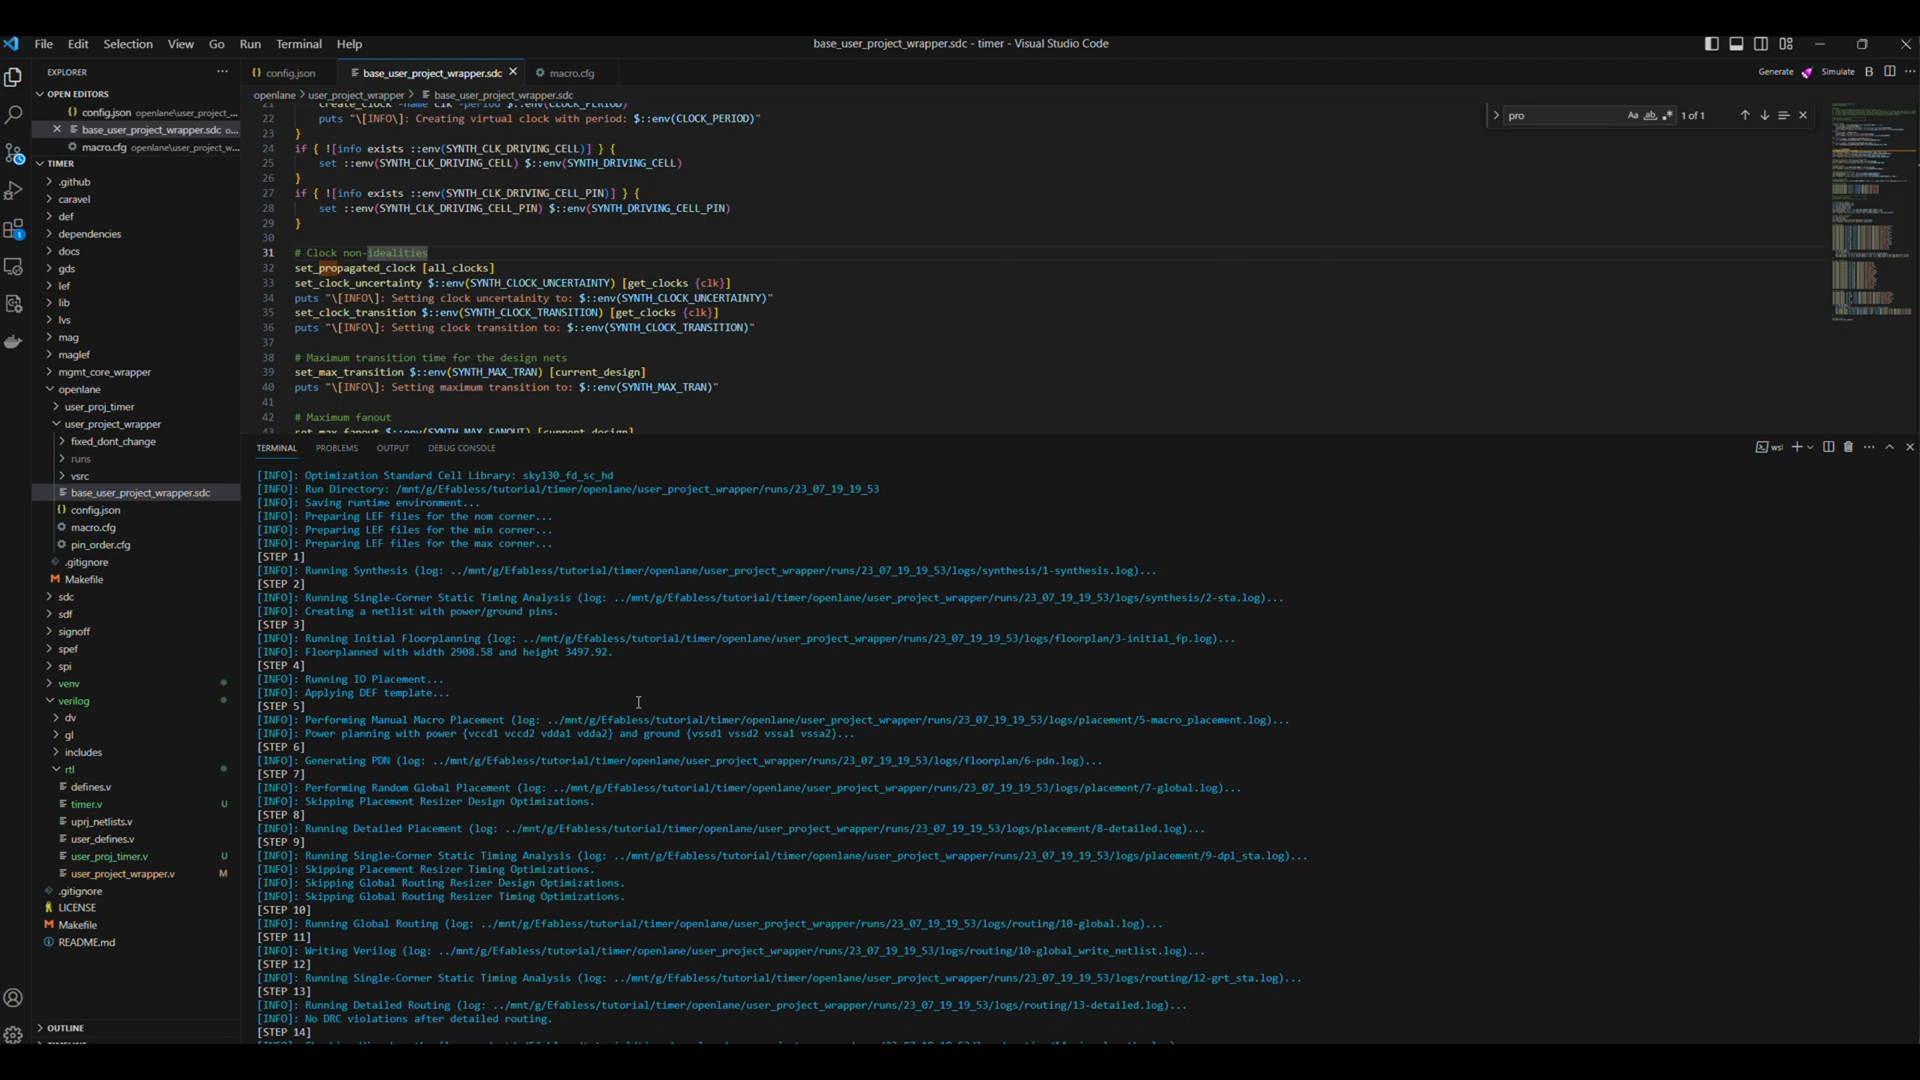 File Edit Selection View Go Run Terminal Help
base_user_project_wrapper.sdc - timer - Visual Studio Code
EXPLORER
OPEN EDITORS
config.json openlane\user_project_...
base_user_project_wrapper.sdc o...
macro.cfg openlane\user_project_w...
TIMER
.github
caravel
def
dependencies
docs
gds
lef
lib
lvs
mag
maglef
mgmt_core_wrapper
openlane
user_proj_timer
user_project_wrapper
fixed_dont_change
runs
vsrc
base_user_project_wrapper.sdc
config.json
macro.cfg
pin_order.cfg
.gitignore
Makefile
sdc
sdf
signoff
spef
spi
venv
verilog
dv
gl
includes
rtl
defines.v
timer.v U
uprj_netlists.v
user_defines.v
user_proj_timer.v U
user_project_wrapper.v M
.gitignore
LICENSE
Makefile
README.md
OUTLINE
config.json base_user_project_wrapper.sdc macro.cfg
Generate Simulate B
openlane > user_project_wrapper > base_user_project_wrapper.sdc
pro Aa ab 1 of 1
21 create_clock -name clk -period $::env(CLOCK_PERIOD)
22 puts "\[INFO\]: Creating virtual clock with period: $::env(CLOCK_PERIOD)"
23 }
24 if { ![info exists ::env(SYNTH_CLK_DRIVING_CELL)] } {
25 set ::env(SYNTH_CLK_DRIVING_CELL) $::env(SYNTH_DRIVING_CELL)
26 }
27 if { ![info exists ::env(SYNTH_CLK_DRIVING_CELL_PIN)] } {
28 set ::env(SYNTH_CLK_DRIVING_CELL_PIN) $::env(SYNTH_DRIVING_CELL_PIN)
29 }
30
31 # Clock non-idealities
32 set_propagated_clock [all_clocks]
33 set_clock_uncertainty $::env(SYNTH_CLOCK_UNCERTAINTY) [get_clocks {clk}]
34 puts "\[INFO\]: Setting clock uncertainity to: $::env(SYNTH_CLOCK_UNCERTAINTY)"
35 set_clock_transition $::env(SYNTH_CLOCK_TRANSITION) [get_clocks {clk}]
36 puts "\[INFO\]: Setting clock transition to: $::env(SYNTH_CLOCK_TRANSITION)"
37
38 # Maximum transition time for the design nets
39 set_max_transition $::env(SYNTH_MAX_TRAN) [current_design]
40 puts "\[INFO\]: Setting maximum transition to: $::env(SYNTH_MAX_TRAN)"
41
42 # Maximum fanout
43 set_max_fanout $::env(SYNTH_MAX_FANOUT) [current_design]
TERMINAL PROBLEMS OUTPUT DEBUG CONSOLE
wsl
[INFO]: Optimization Standard Cell Library: sky130_fd_sc_hd
[INFO]: Run Directory: /mnt/g/Efabless/tutorial/timer/openlane/user_project_wrapper/runs/23_07_19_19_53
[INFO]: Saving runtime environment...
[INFO]: Preparing LEF files for the nom corner...
[INFO]: Preparing LEF files for the min corner...
[INFO]: Preparing LEF files for the max corner...
[STEP 1]
[INFO]: Running Synthesis (log: ../mnt/g/Efabless/tutorial/timer/openlane/user_project_wrapper/runs/23_07_19_19_53/logs/synthesis/1-synthesis.log)...
[STEP 2]
[INFO]: Running Single-Corner Static Timing Analysis (log: ../mnt/g/Efabless/tutorial/timer/openlane/user_project_wrapper/runs/23_07_19_19_53/logs/synthesis/2-sta.log)...
[INFO]: Creating a netlist with power/ground pins.
[STEP 3]
[INFO]: Running Initial Floorplanning (log: ../mnt/g/Efabless/tutorial/timer/openlane/user_project_wrapper/runs/23_07_19_19_53/logs/floorplan/3-initial_fp.log)...
[INFO]: Floorplanned with width 2908.58 and height 3497.92.
[STEP 4]
[INFO]: Running IO Placement...
[INFO]: Applying DEF template...
[STEP 5]
[INFO]: Performing Manual Macro Placement (log: ../mnt/g/Efabless/tutorial/timer/openlane/user_project_wrapper/runs/23_07_19_19_53/logs/placement/5-macro_placement.log)...
[INFO]: Power planning with power {vccd1 vccd2 vdda1 vdda2} and ground {vssd1 vssd2 vssa1 vssa2}...
[STEP 6]
[INFO]: Generating PDN (log: ../mnt/g/Efabless/tutorial/timer/openlane/user_project_wrapper/runs/23_07_19_19_53/logs/floorplan/6-pdn.log)...
[STEP 7]
[INFO]: Performing Random Global Placement (log: ../mnt/g/Efabless/tutorial/timer/openlane/user_project_wrapper/runs/23_07_19_19_53/logs/placement/7-global.log)...
[INFO]: Skipping Placement Resizer Design Optimizations.
[STEP 8]
[INFO]: Running Detailed Placement (log: ../mnt/g/Efabless/tutorial/timer/openlane/user_project_wrapper/runs/23_07_19_19_53/logs/placement/8-detailed.log)...
[STEP 9]
[INFO]: Running Single-Corner Static Timing Analysis (log: ../mnt/g/Efabless/tutorial/timer/openlane/user_project_wrapper/runs/23_07_19_19_53/logs/placement/9-dpl_sta.log)...
[INFO]: Skipping Placement Resizer Timing Optimizations.
[INFO]: Skipping Global Routing Resizer Design Optimizations.
[INFO]: Skipping Global Routing Resizer Timing Optimizations.
[STEP 10]
[INFO]: Running Global Routing (log: ../mnt/g/Efabless/tutorial/timer/openlane/user_project_wrapper/runs/23_07_19_19_53/logs/routing/10-global.log)...
[STEP 11]
[INFO]: Writing Verilog (log: ../mnt/g/Efabless/tutorial/timer/openlane/user_project_wrapper/runs/23_07_19_19_53/logs/routing/10-global_write_netlist.log)...
[STEP 12]
[INFO]: Running Single-Corner Static Timing Analysis (log: ../mnt/g/Efabless/tutorial/timer/openlane/user_project_wrapper/runs/23_07_19_19_53/logs/routing/12-grt_sta.log)...
[STEP 13]
[INFO]: Running Detailed Routing (log: ../mnt/g/Efabless/tutorial/timer/openlane/user_project_wrapper/runs/23_07_19_19_53/logs/routing/13-detailed.log)...
[INFO]: No DRC violations after detailed routing.
[STEP 14]